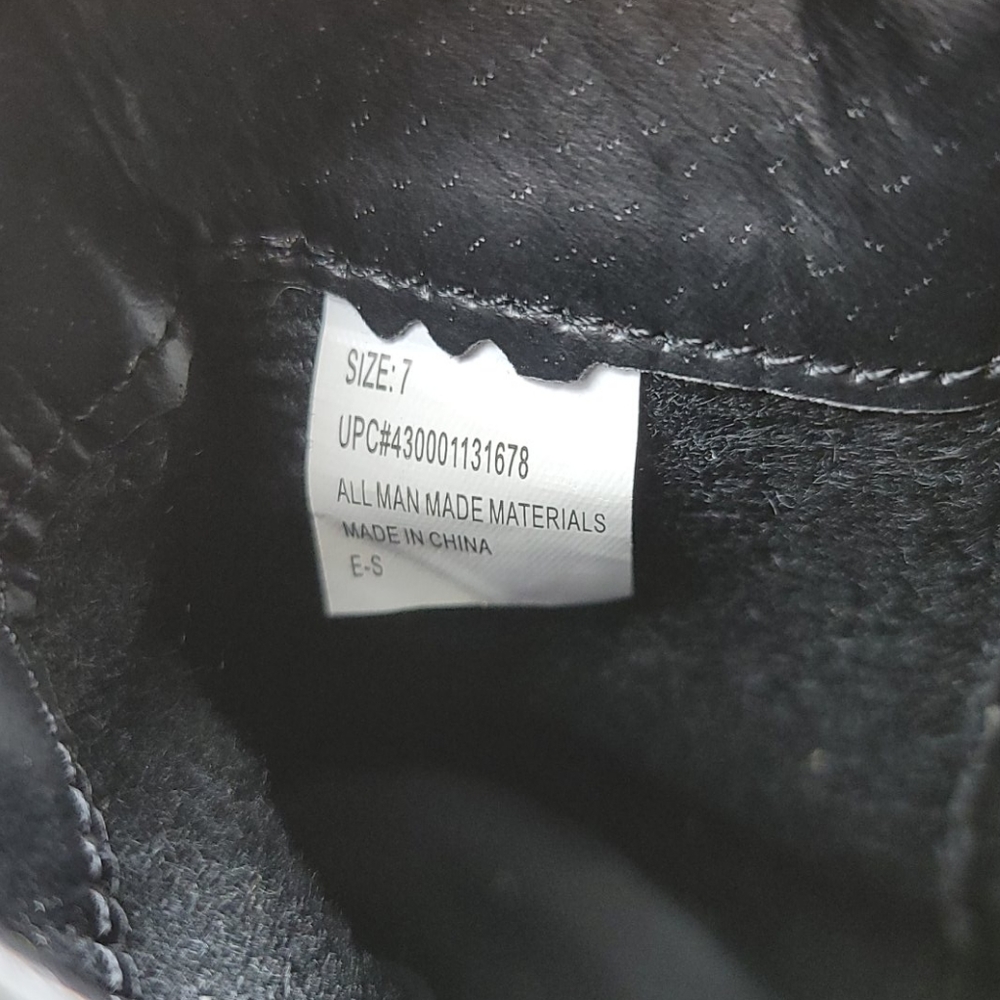 SIZE: 7
UPC#430001131678
ALL MAN MADE MATERIALS
MADE IN CHINA
E-S